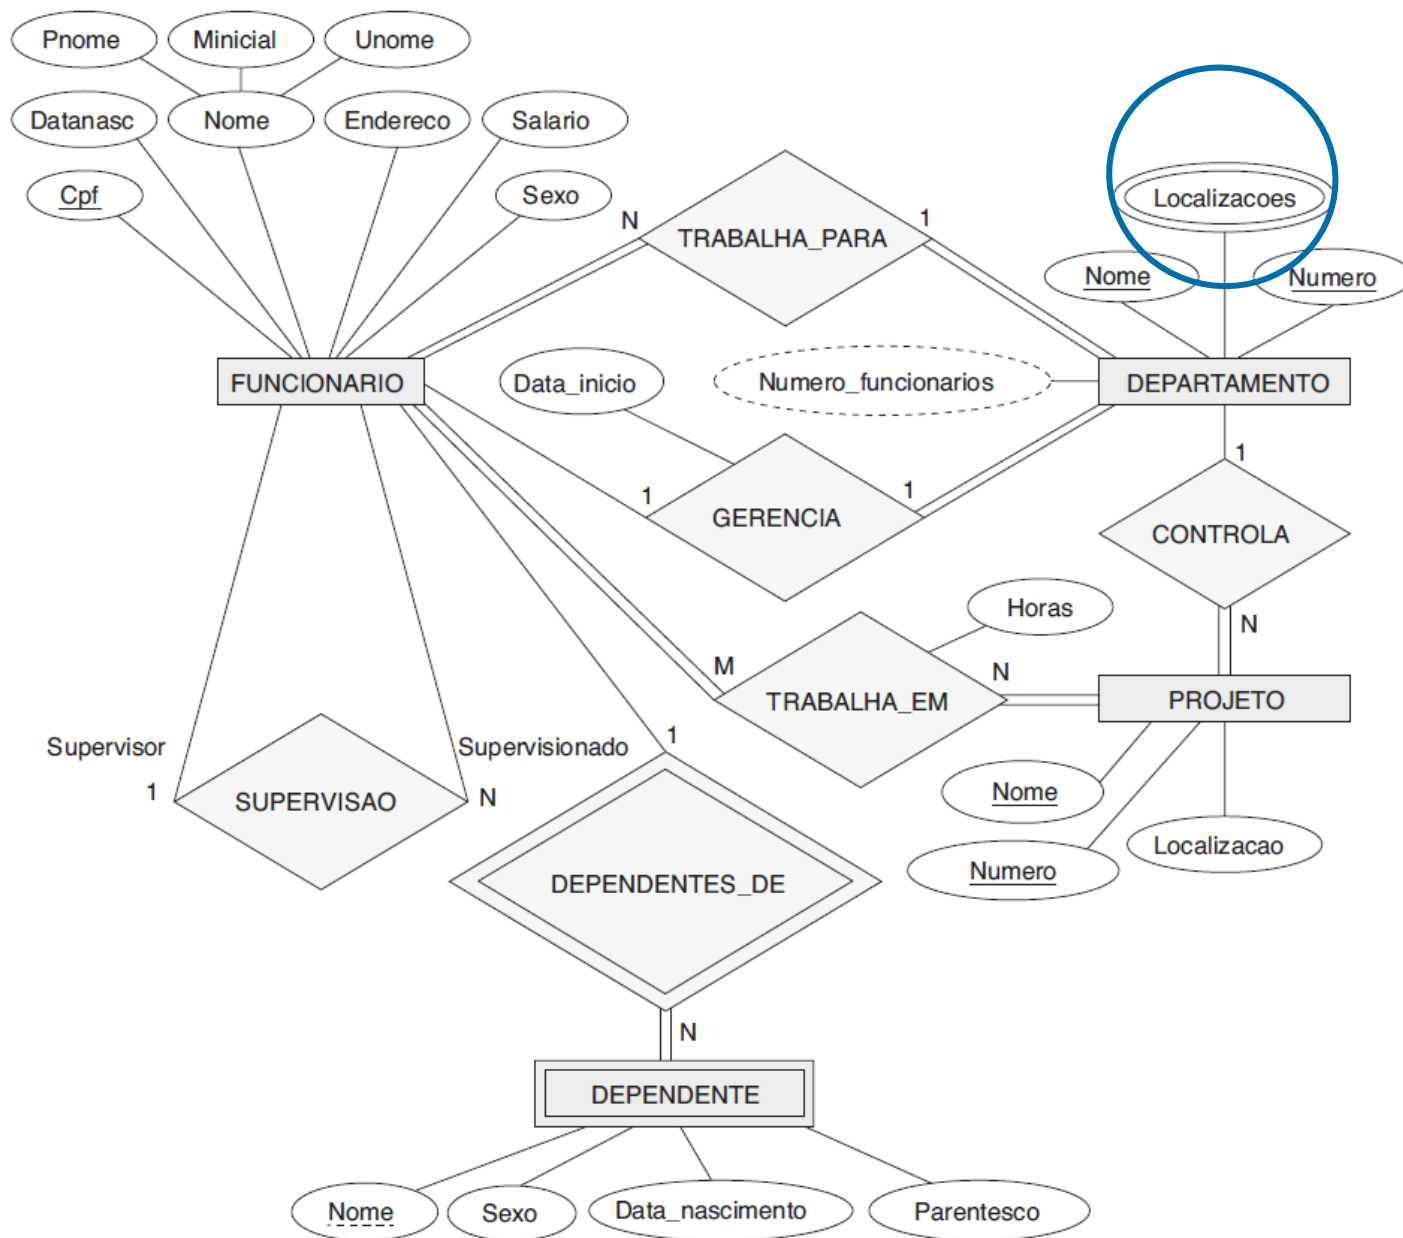 Pnome
Minicial
Unome
Datanasc
Nome
Endereco
Salario
Cpf
Sexo
Localizacoes
N
TRABALHA_PARA
1
Nome
Numero
FUNCIONARIO
Data_inicio
Numero_funcionarios
DEPARTAMENTO
1
GERENCIA
1
1
CONTROLA
N
Horas
M
TRABALHA_EM
N
PROJETO
Supervisor
Supervisionado
1
1
SUPERVISAO
N
Nome
Numero
Localizacao
DEPENDENTES_DE
N
DEPENDENTE
Nome
Sexo
Data_nascimento
Parentesco